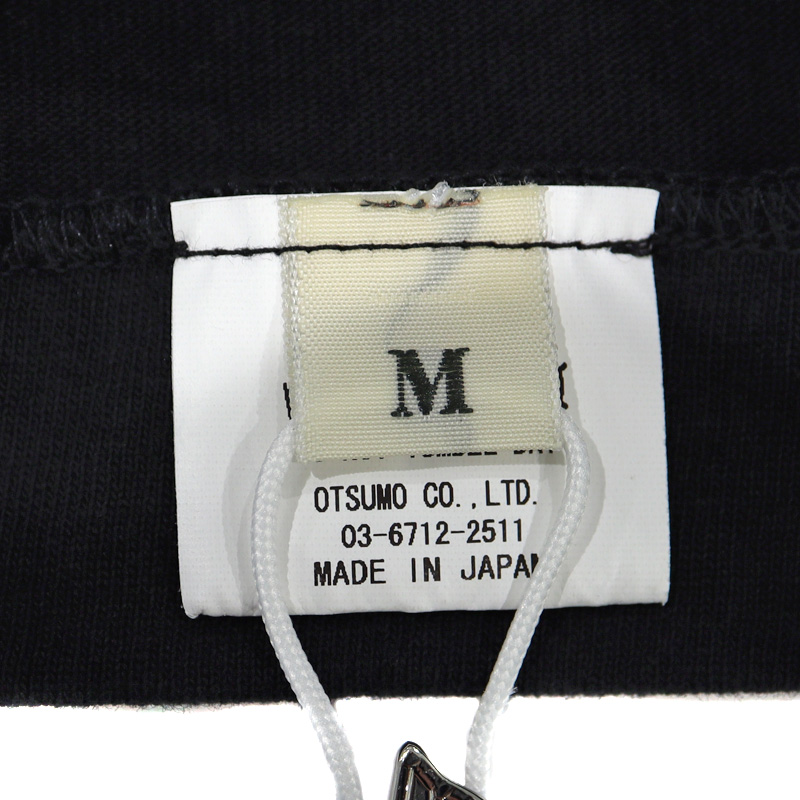 M
OTSUMO CO.,LTD.
03-6712-2511
MADE IN JAPAN